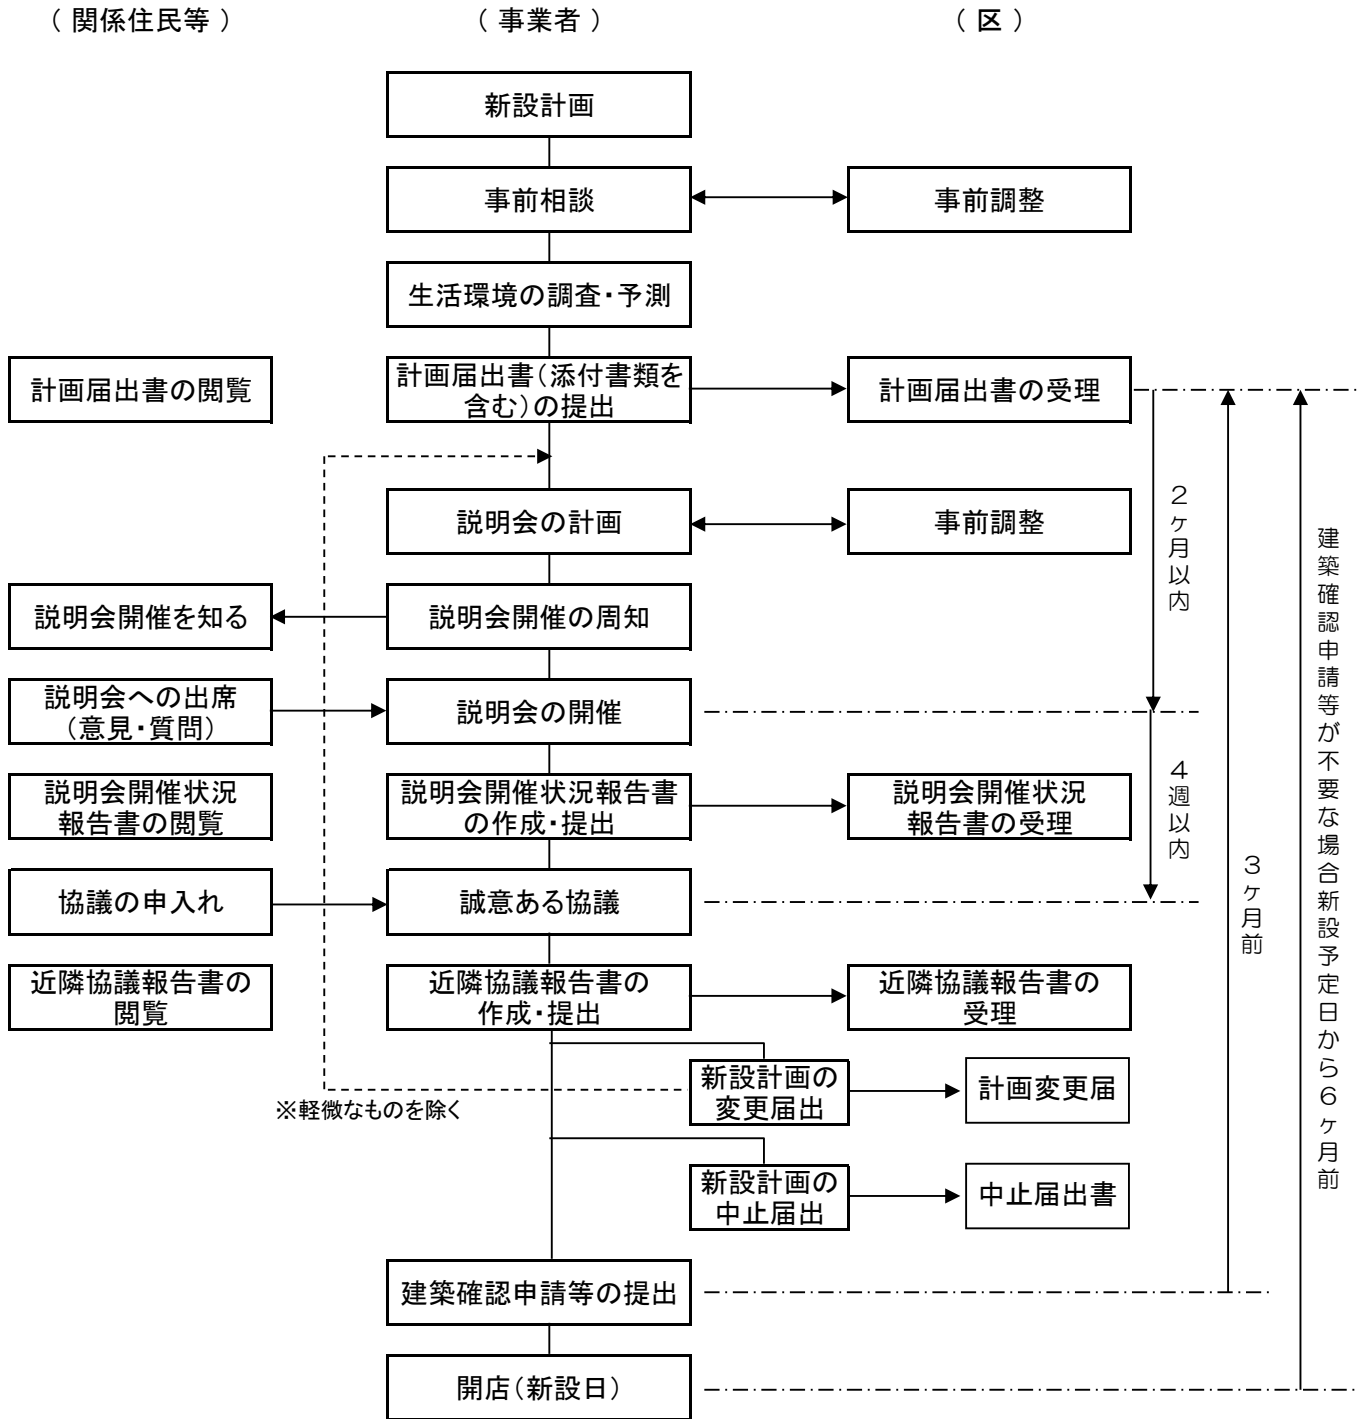 （ 関係住民等 ）
（ 事業者 ）
（ 区 ）
新設計画
事前相談
事前調整
生活環境の調査・予測
計画届出書の閲覧
計画届出書（添付書類を
含む）の提出
計画届出書の受理
説明会の計画
事前調整
説明会開催を知る
説明会開催の周知
説明会への出席
（意見・質問）
説明会の開催
説明会開催状況
報告書の閲覧
説明会開催状況報告書
の作成・提出
説明会開催状況
報告書の受理
協議の申入れ
誠意ある協議
近隣協議報告書の
閲覧
近隣協議報告書の
作成・提出
近隣協議報告書の
受理
新設計画の
変更届出
計画変更届
※軽微なものを除く
新設計画の
中止届出
中止届出書
建築確認申請等の提出
開店（新設日）
２ヶ月以内
４週以内
３ヶ月前
建築確認申請等が不要な場合新設予定日から６ヶ月前